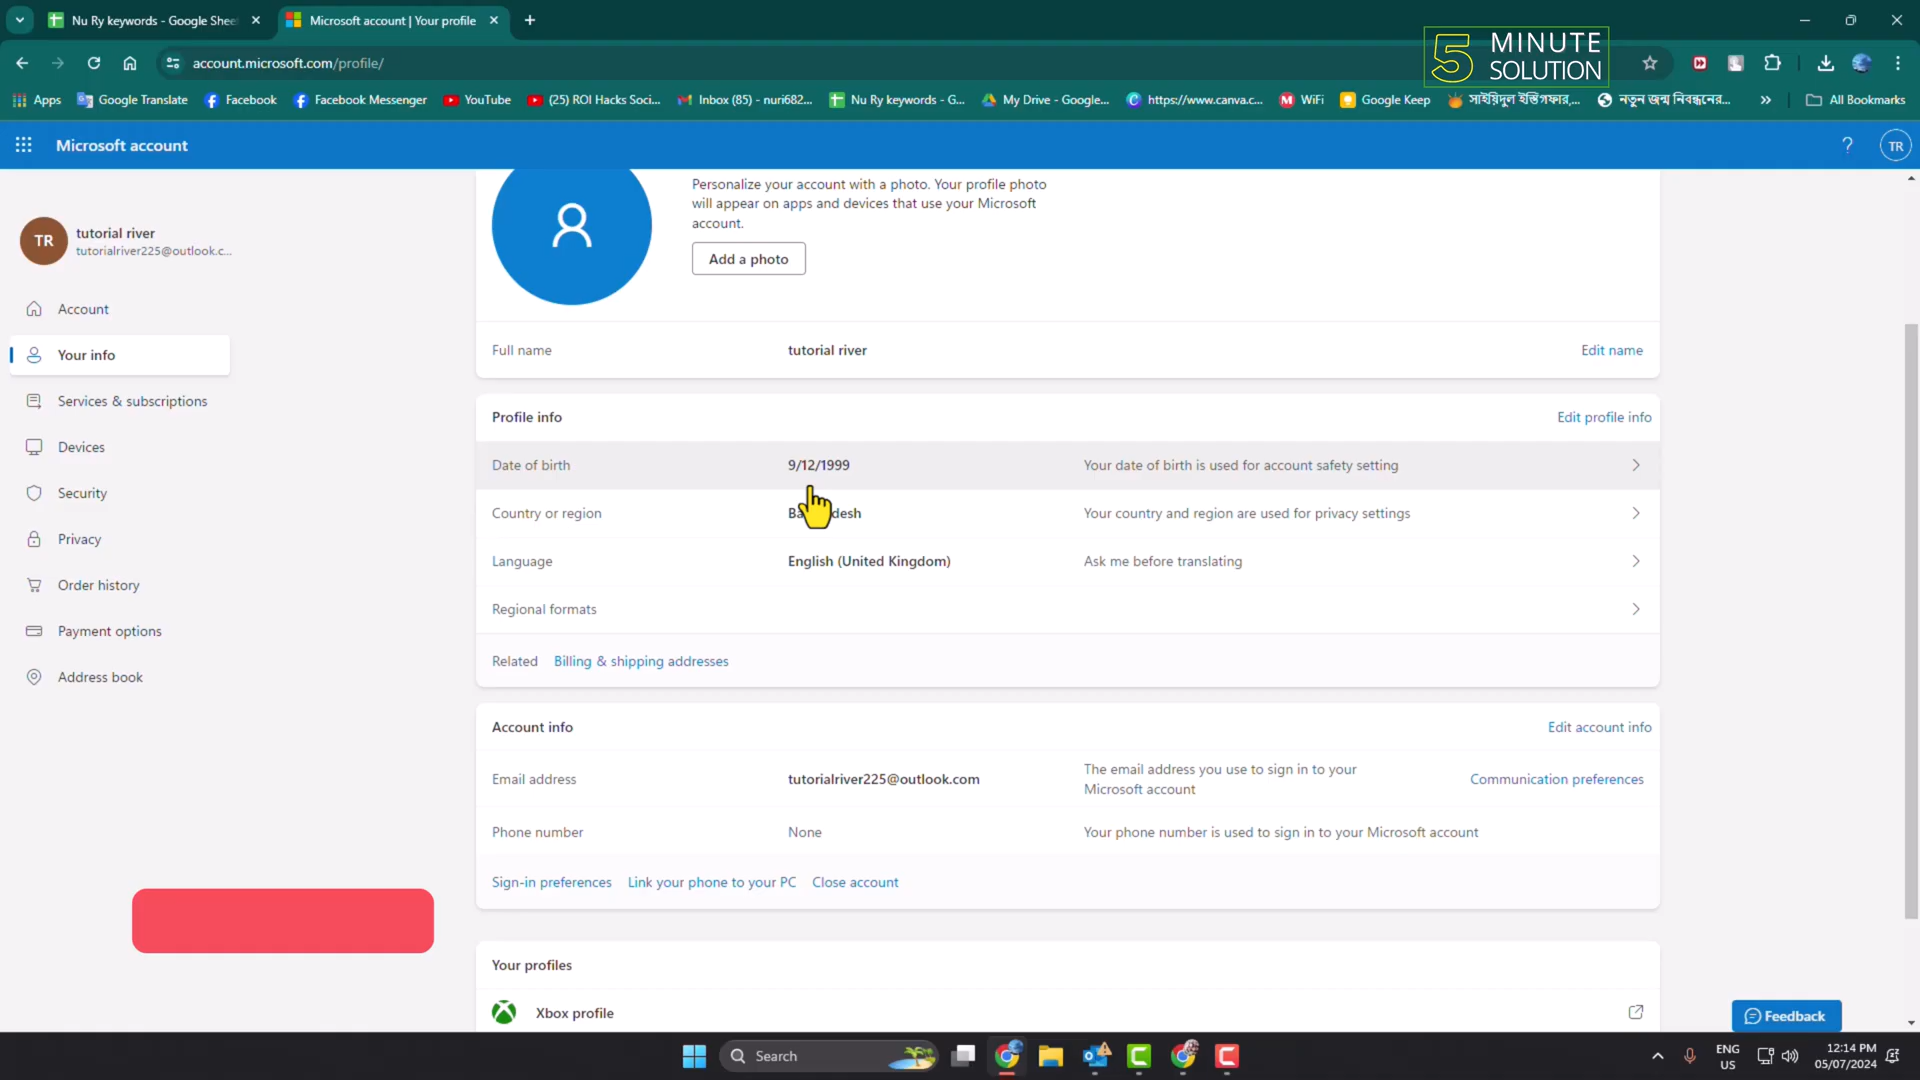 Nu Ry keywords - Google Shee
Microsoft account | Your profile
account.microsoft.com/profile/
5 MINUTE
SOLUTION
Apps
Google Translate
Facebook
Facebook Messenger
YouTube
(25) ROI Hacks Soci...
Inbox (85) - nuri682...
Nu Ry keywords - G...
My Drive - Google...
https://www.canva.c...
WiFi
Google Keep
সাইয়িদুল ইস্তিগফার,...
নতুন জন্ম নিবন্ধনের...
All Bookmarks
Microsoft account
?
TR
TR
tutorial river
tutorialriver225@outlook.c...
Account
Your info
Services & subscriptions
Devices
Security
Privacy
Order history
Payment options
Address book
Personalize your account with a photo. Your profile photo
will appear on apps and devices that use your Microsoft
account.
Add a photo
Full name tutorial river Edit name
Profile info Edit profile info
Date of birth 9/12/1999 Your date of birth is used for account safety setting
Country or region Your country and region are used for privacy settings
Language English (United Kingdom) Ask me before translating
Regional formats
Related Billing & shipping addresses
Account info Edit account info
Email address tutorialriver225@outlook.com The email address you use to sign in to your
Microsoft account
Communication preferences
Phone number None Your phone number is used to sign in to your Microsoft account
Sign-in preferences Link your phone to your PC Close account
Your profiles
Xbox profile
Feedback
Search
ENG
US
12:14 PM
05/07/2024